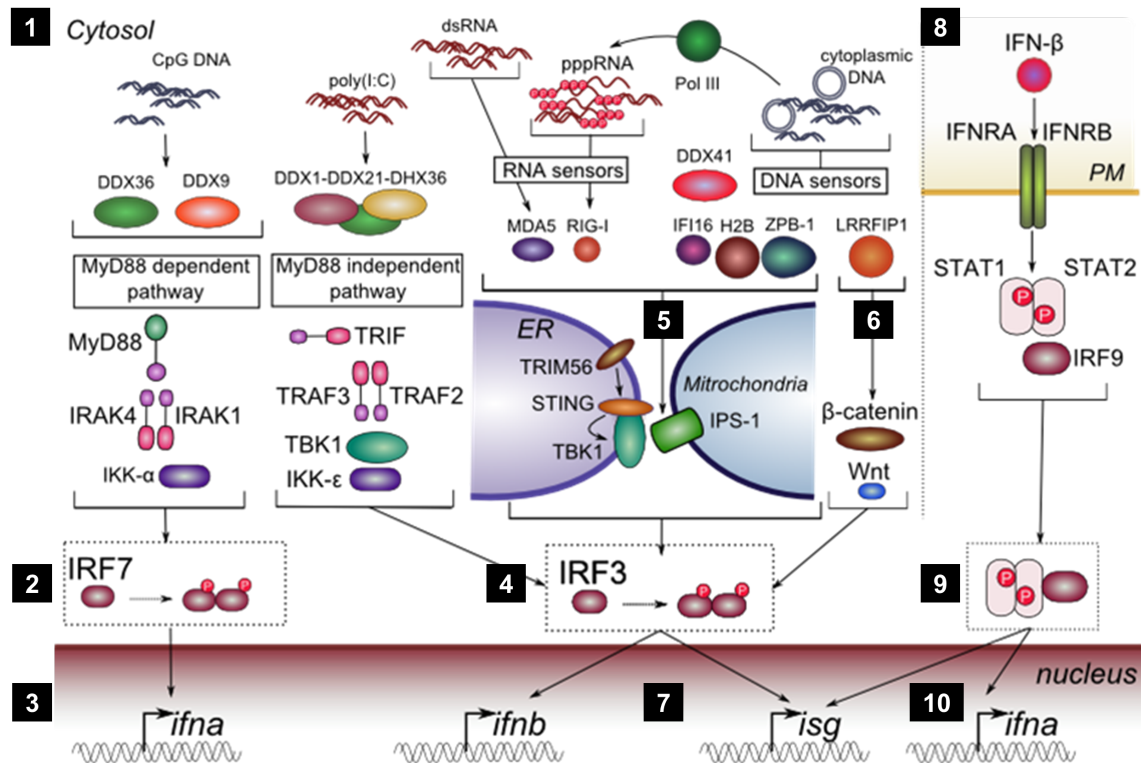 1
Cytosol
CpG DNA
poly(I:C)
dsRNA
pppRNA
Pol III
cytoplasmic
DNA
DDX36
DDX9
DDX1-DDX21-DHX36
RNA sensors
DDX41
DNA sensors
MDA5
RIG-I
IFI16
H2B
ZPB-1
LRRFIP1
MyD88 dependent
pathway
MyD88 independent
pathway
MyD88
IRAK4
IRAK1
IKK-α
TRIF
TRAF3
TRAF2
TBK1
IKK-ε
5
ER
TRIM56
STING
TBK1
Mitrochondria
IPS-1
6
β-catenin
Wnt
8
IFN-β
IFNRA
IFNRB
PM
STAT1
STAT2
P
P
IRF9
2
IRF7
P
P
4
IRF3
P
P
9
P
P
nucleus
3
ifna
ifnb
7
isg
10
ifna